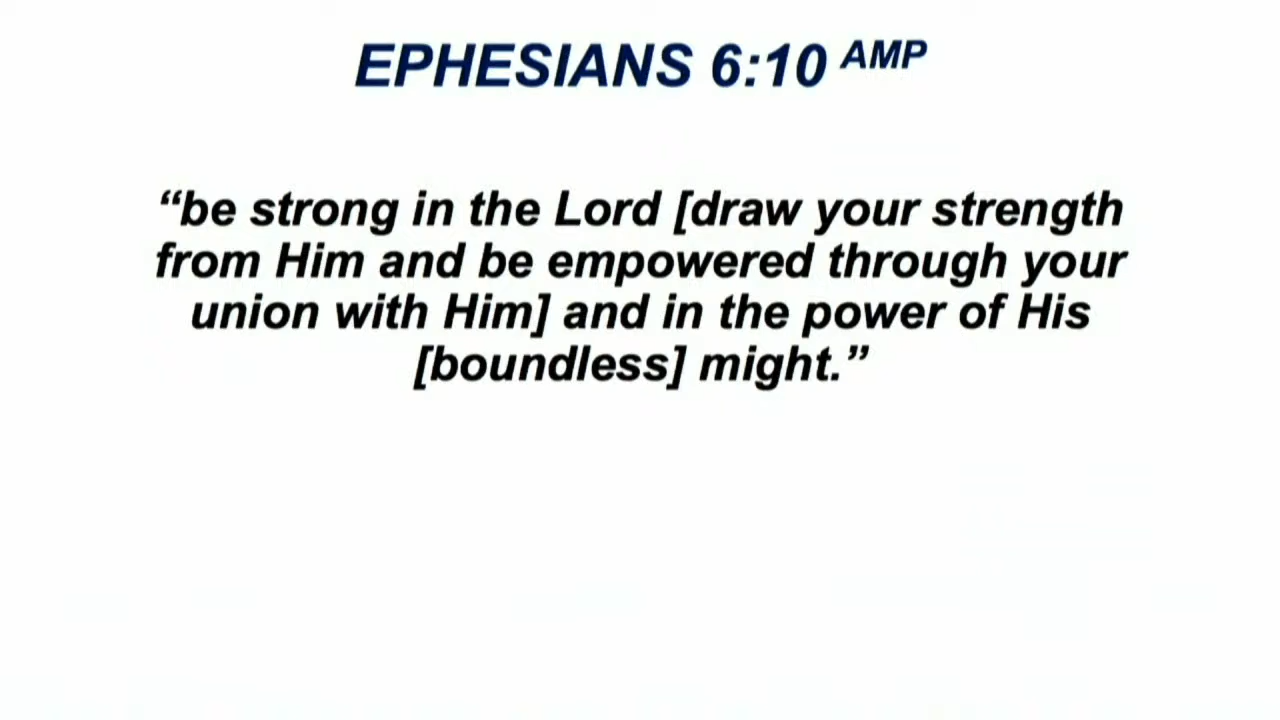 EPHESIANS 6:10 AMP
“be strong in the Lord [draw your strength
from Him and be empowered through your
union with Him] and in the power of His
[boundless] might.”